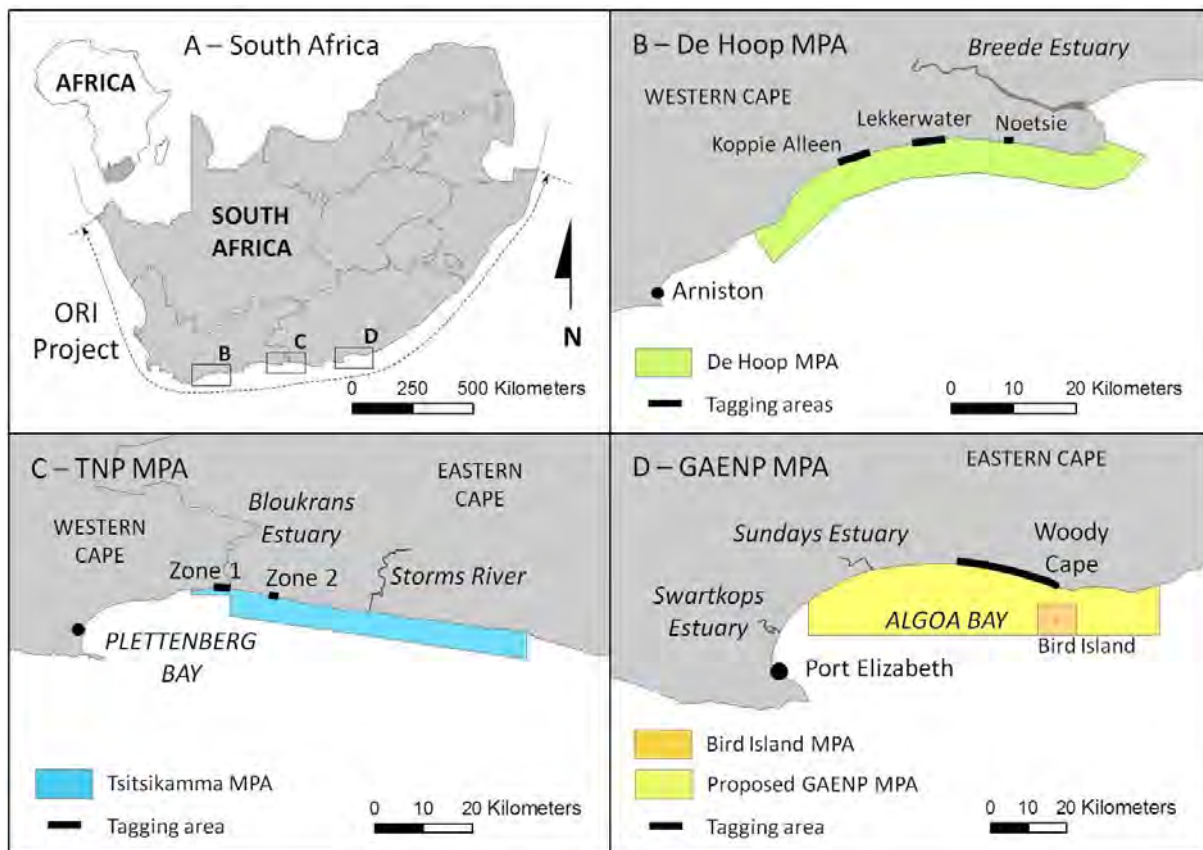 A – South Africa
AFRICA
SOUTH
AFRICA
ORI
Project
B
C
D
N
0 250 500 Kilometers
B – De Hoop MPA
Breede Estuary
WESTERN CAPE
Lekkerwater
Noetsie
Koppie Alleen
Arniston
De Hoop MPA
Tagging areas
0 10 20 Kilometers
C – TNP MPA
EASTERN
CAPE
Bloukrans
Estuary
WESTERN
CAPE
Zone 1
Zone 2
Storms River
PLETTENBERG
BAY
Tsitsikamma MPA
Tagging area
0 10 20 Kilometers
D – GAENP MPA
EASTERN CAPE
Sundays Estuary
Woody
Cape
Swartkops
Estuary
ALGOA BAY
Bird Island
Port Elizabeth
Bird Island MPA
Proposed GAENP MPA
Tagging area
0 10 20 Kilometers